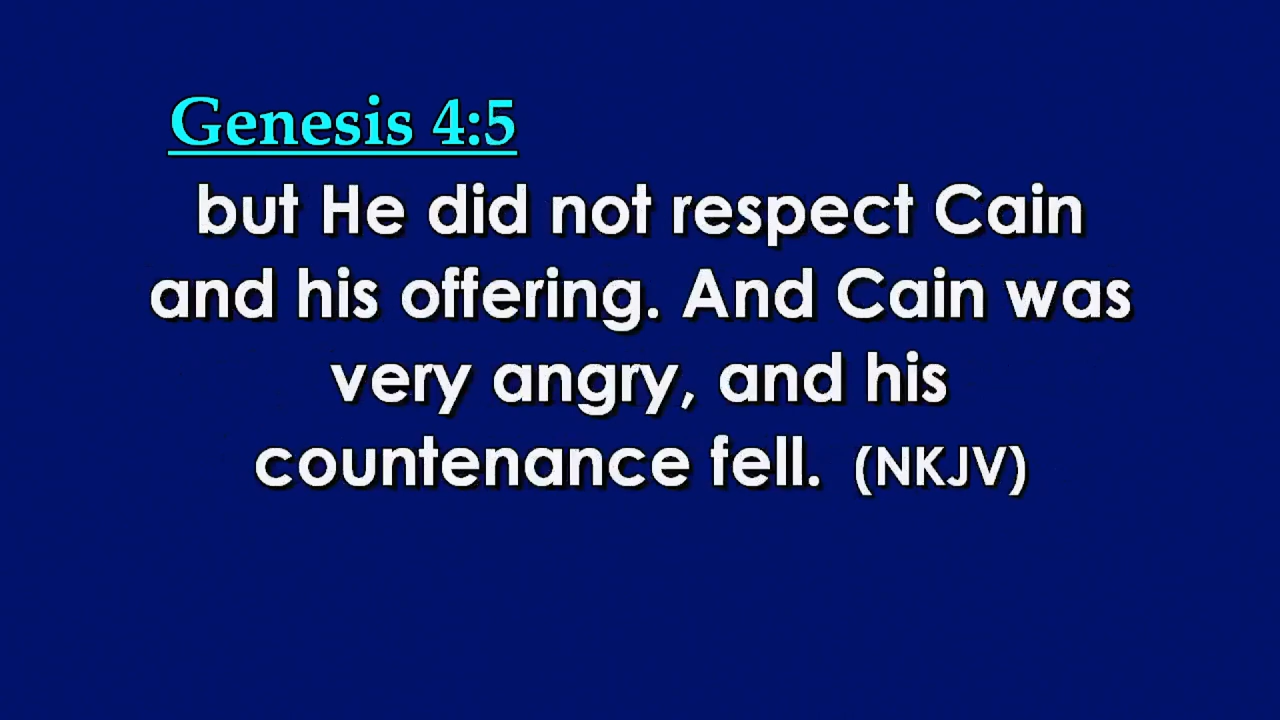 Genesis 4:5
but He did not respect Cain
and his offering. And Cain was
very angry, and his
countenance fell. (NKJV)